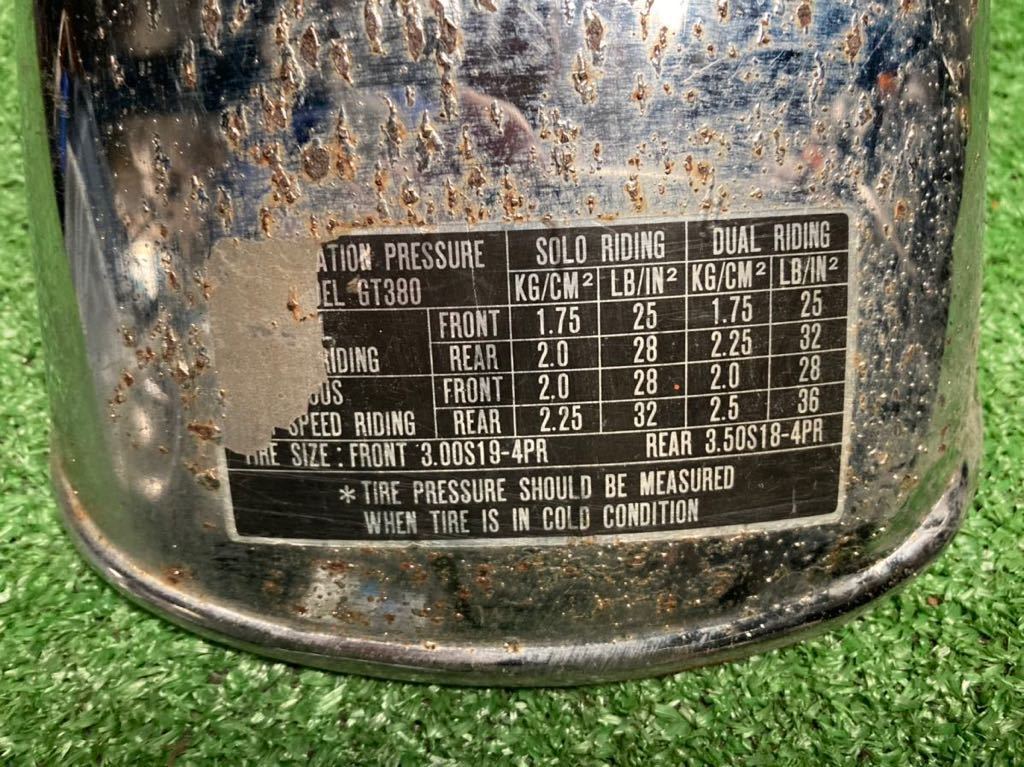 ATION PRESSURE SOLO RIDING DUAL RIDING
DEL GT380 KG/CM² LB/IN² KG/CM² LB/IN²
FRONT 1.75 25 1.75 25
RIDING REAR 2.0 28 2.25 32
OUS FRONT 2.0 28 2.0 28
SPEED RIDING REAR 2.25 32 2.5 36
TIRE SIZE : FRONT 3.00S19-4PR REAR 3.50S18-4PR
* TIRE PRESSURE SHOULD BE MEASURED
WHEN TIRE IS IN COLD CONDITION